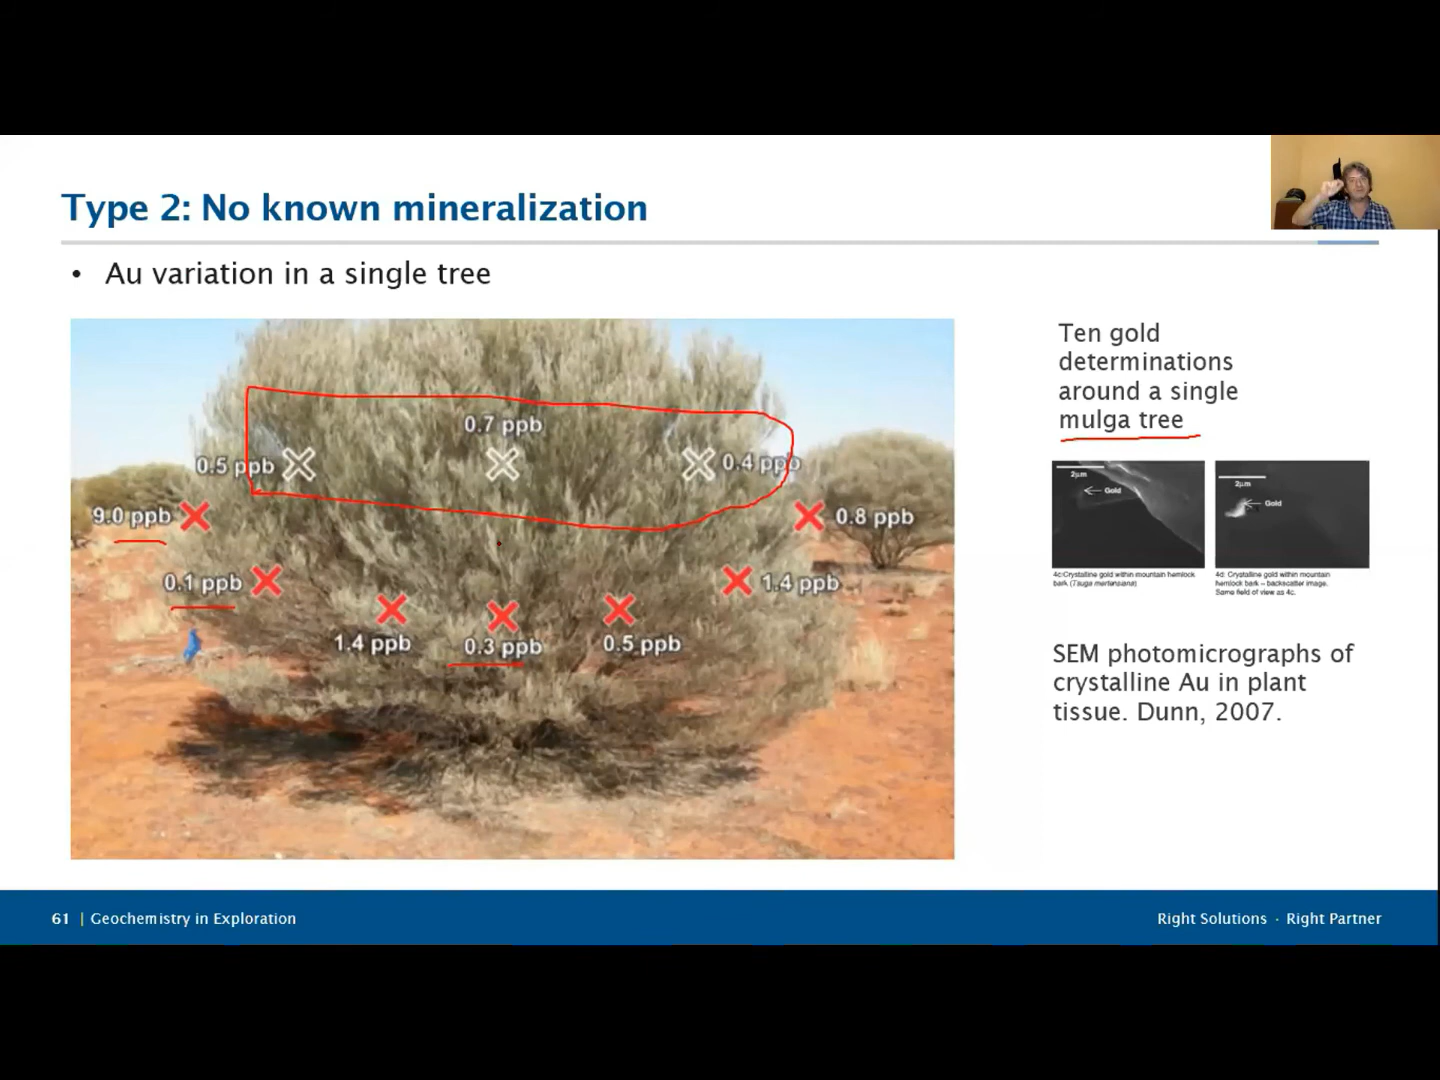 Type 2: No known mineralization
• Au variation in a single tree
0.7 ppb
0.5 ppb
0.4 ppb
9.0 ppb
0.8 ppb
0.1 ppb
1.4 ppb
1.4 ppb
0.3 ppb
0.5 ppb
Ten gold
determinations
around a single
mulga tree
2μm
Gold
2μm
Gold
4c:Crystalline gold within mountain hemlock
bark (Tsuga mertensiana)
4d: Crystalline gold within mountain
hemlock bark – backscatter image.
Same field of view as 4c.
SEM photomicrographs of
crystalline Au in plant
tissue. Dunn, 2007.
61 | Geochemistry in Exploration
Right Solutions · Right Partner